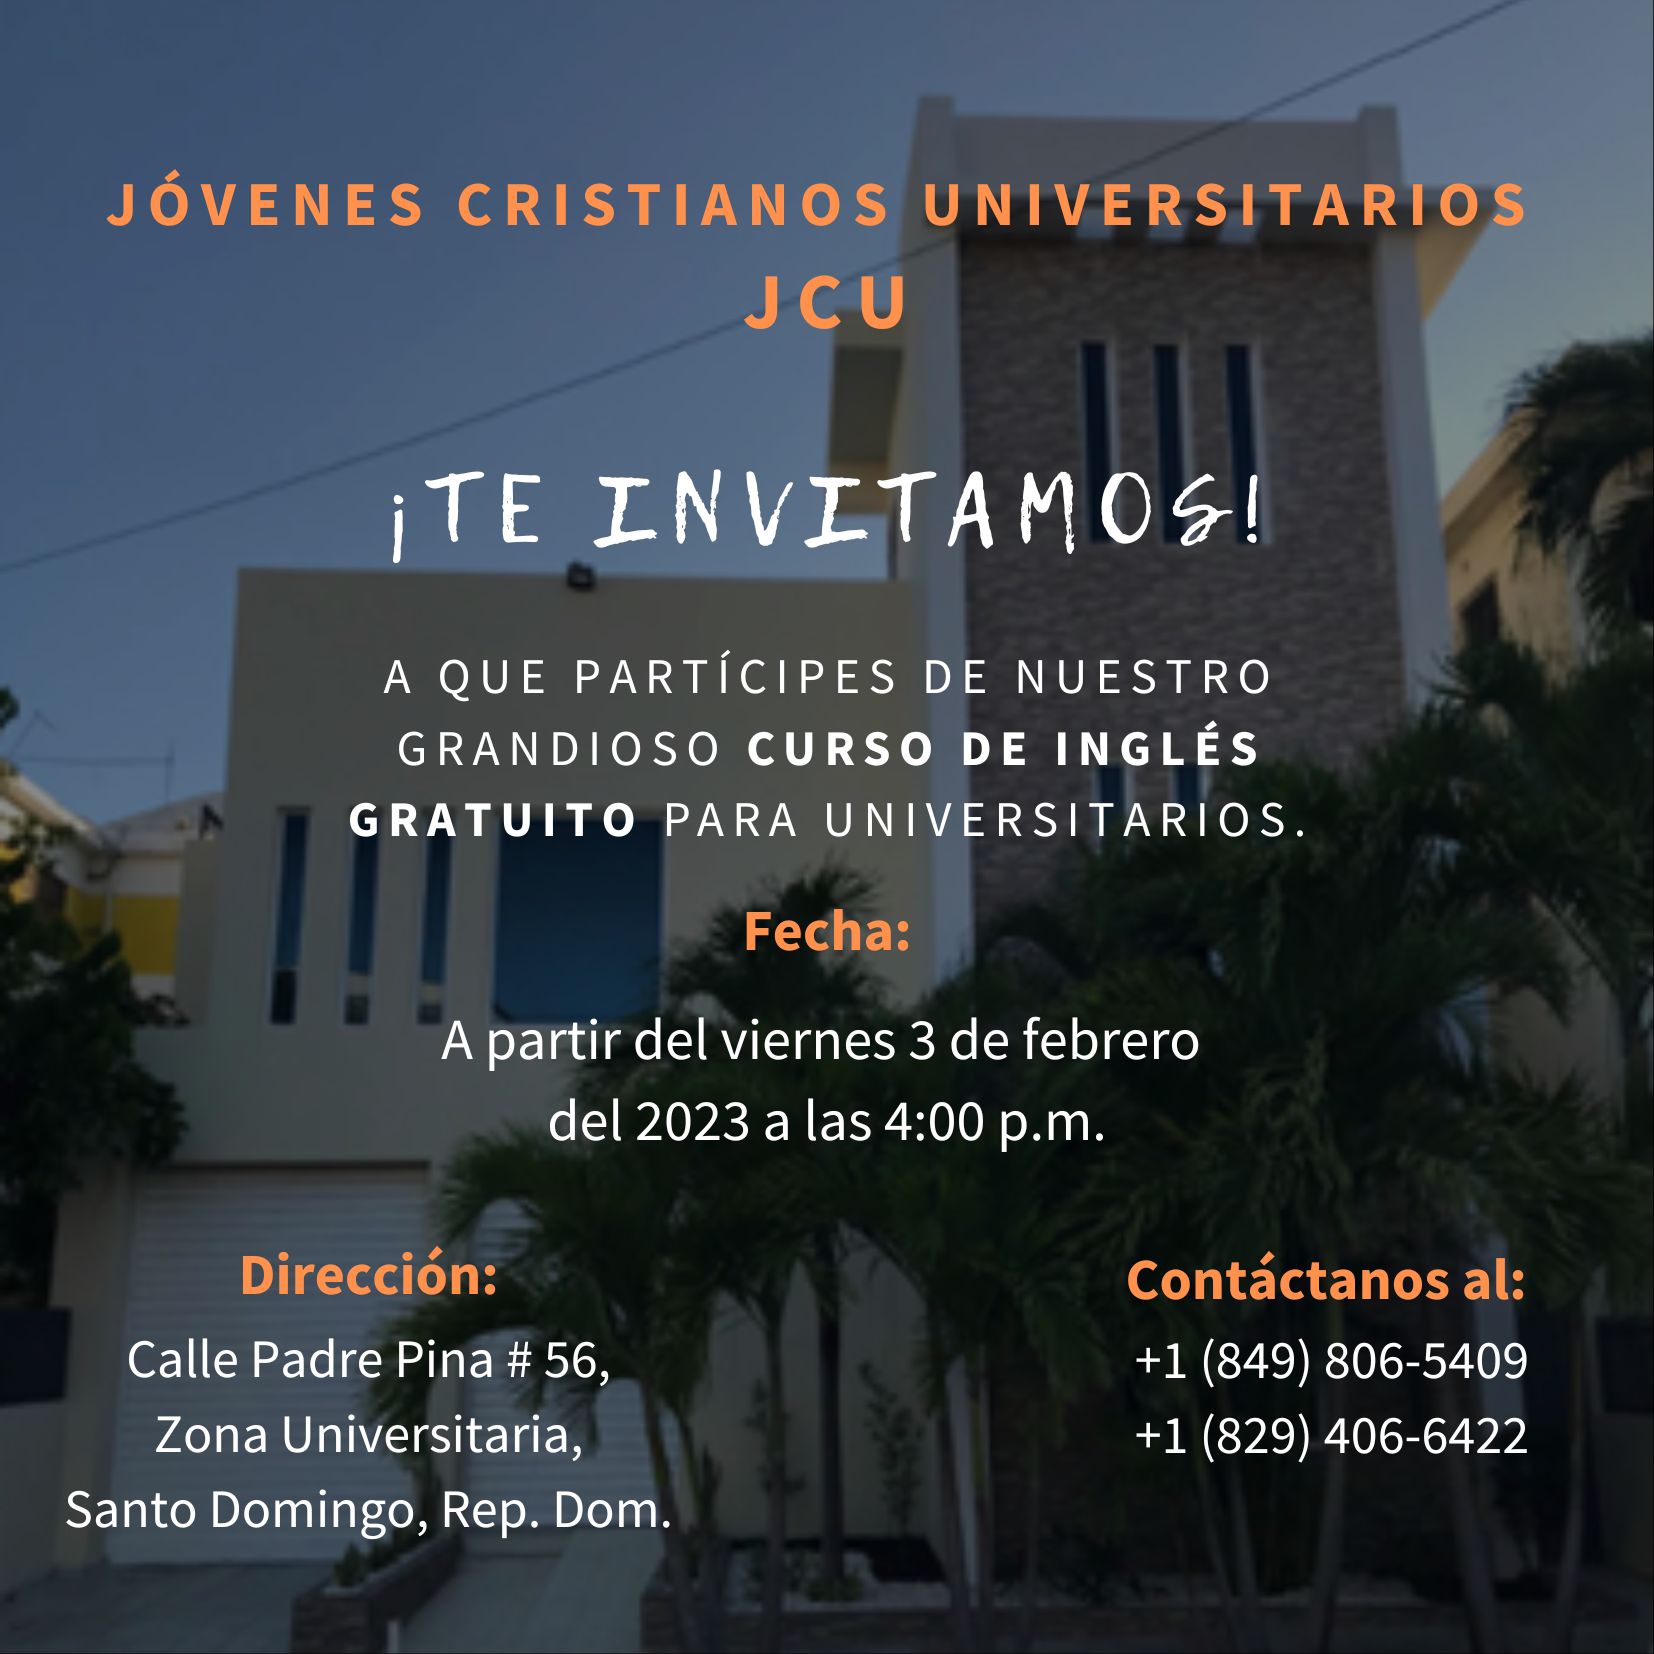 JÓVENES CRISTIANOS UNIVERSITARIOS
JCU
¡TE INVITAMOS!
A QUE PARTÍCIPES DE NUESTRO
GRANDIOSO CURSO DE INGLÉS
GRATUITO PARA UNIVERSITARIOS.
Fecha:
A partir del viernes 3 de febrero
del 2023 a las 4:00 p.m.
Dirección:
Calle Padre Pina # 56,
Zona Universitaria,
Santo Domingo, Rep. Dom.
Contáctanos al:
+1 (849) 806-5409
+1 (829) 406-6422